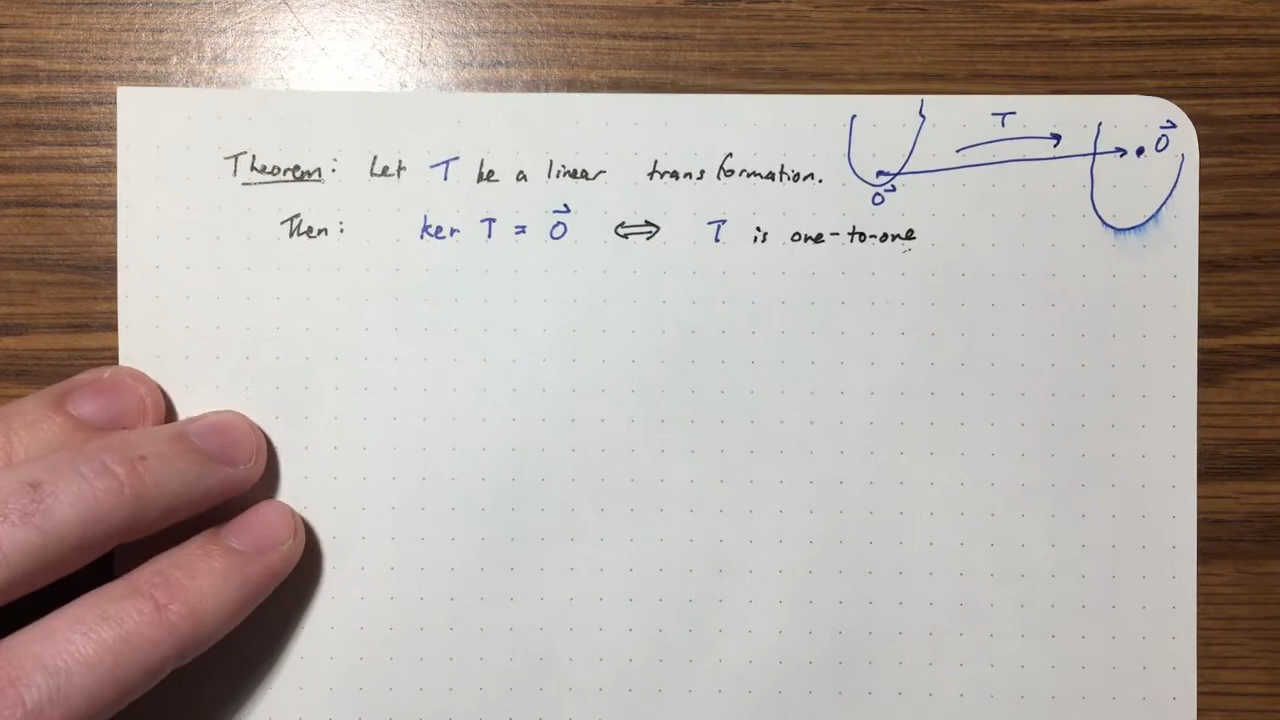 Theorem: Let T be a linear transformation.
Then: ker T = 0⃗ ⟺ T is one-to-one
T
0⃗
0⃗